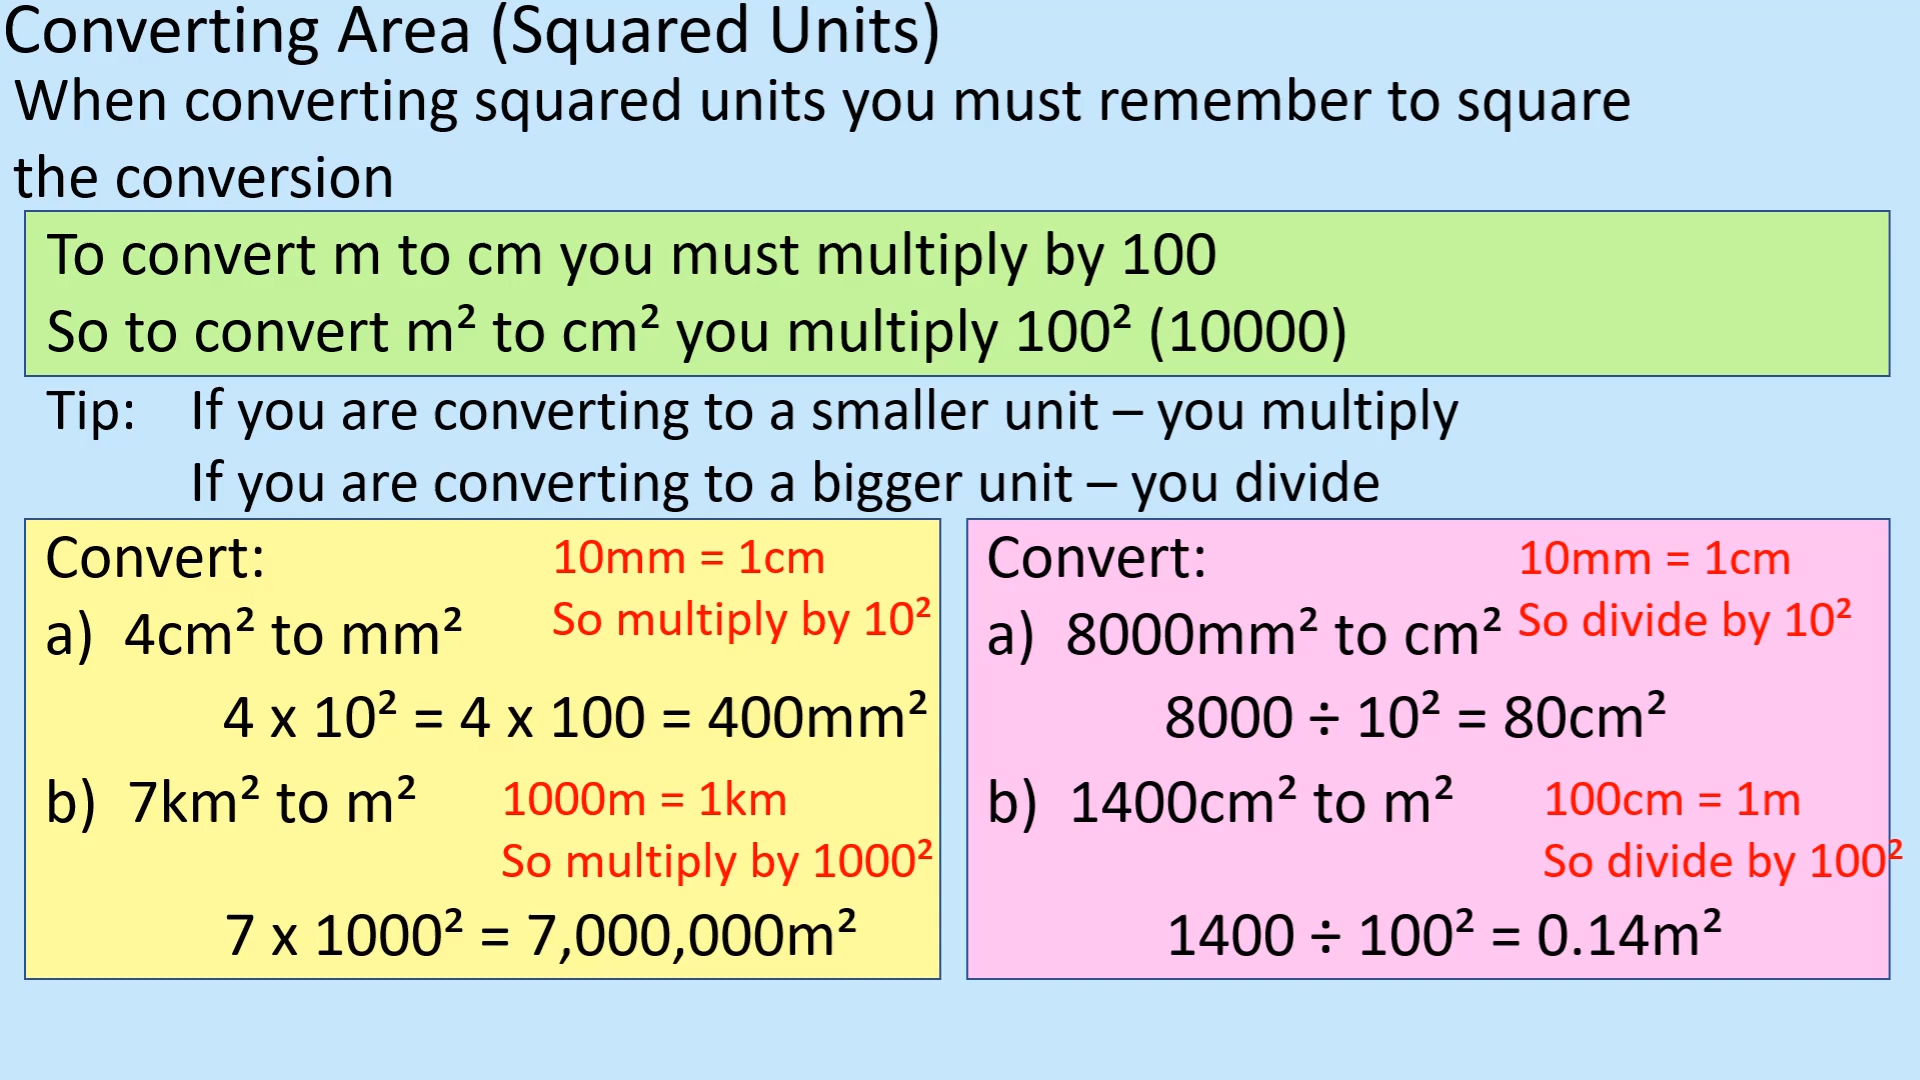 Converting Area (Squared Units)
When converting squared units you must remember to square
the conversion
To convert m to cm you must multiply by 100
So to convert m² to cm² you multiply 100² (10000)
Tip: If you are converting to a smaller unit – you multiply
If you are converting to a bigger unit – you divide
Convert:
10mm = 1cm
So multiply by 10²
a) 4cm² to mm²
4 x 10² = 4 x 100 = 400mm²
b) 7km² to m²
1000m = 1km
So multiply by 1000²
7 x 1000² = 7,000,000m²
Convert:
10mm = 1cm
So divide by 10²
a) 8000mm² to cm²
8000 ÷ 10² = 80cm²
b) 1400cm² to m²
100cm = 1m
So divide by 100²
1400 ÷ 100² = 0.14m²